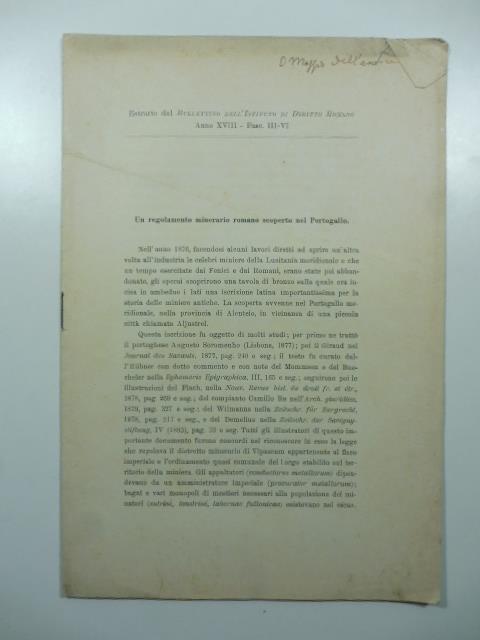 Omaggio dell'autore
Estratto dal BULLETTINO DELL'ISTITUTO DI DIRITTO ROMANO
Anno XVIII - Fasc. III-VI
Un regolamento minerario romano scoperto nel Portogallo.
Nell'anno 1876, facendosi alcuni lavori diretti ad aprire un'altra
volta all'industria le celebri miniere della Lusitania meridionale e che
un tempo esercitate dai Fenici e dai Romani, erano state poi abban-
donate, gli operai scoprirono una tavola di bronzo sulla quale era in-
cisa in ambedue i lati una iscrizione latina importantissima per la
storia delle miniere antiche. La scoperta avvenne nel Portogallo me-
ridionale, nella provincia di Alentejo, in vicinanza di una piccola
città chiamata Aljustrel.
Questa iscrizione fu oggetto di molti studi; per primo ne trattò
il portoghese Augusto Soromenho (Lisbona, 1877); poi il Giraud nel
Journal des Savants, 1877, pag. 240 e seg.; il testo fu curato dal-
l'Hübner con dotto commento e con note del Mommsen e del Bue-
cheler nella Ephemeris Epigraphica, III, 165 e seg.; seguirono poi le
illustrazioni del Flach, nella Nouv. Revue hist. de droit fr. et étr.,
1878, pag. 269 e seg.; del compianto Camillo Re nell'Arch. giuridico,
1879, pag. 327 e seg.; del Wilmanns nella Zeitschr. für Bergrecht,
1878, pag. 217 e seg., e del Demelius nella Zeitschr. der Savigny-
stiftung, IV (1883), pag. 33 e seg. Tutti gli illustratori di questo im-
portante documento furono concordi nel riconoscere in esso la legge
che regolava il distretto minerario di Vipascum appartenente al fisco
imperiale e l'ordinamento quasi comunale del borgo stabilito sul ter-
ritorio della miniera. Gli appaltatori (conductores metallorum) dipen-
devano da un amministratore imperiale (procurator metallorum);
bagni e vari monopoli di mestieri necessari alla popolazione dei mi-
natori (sutrini, tonstrini, tabernae fulloniae) esistevano nel vicus.